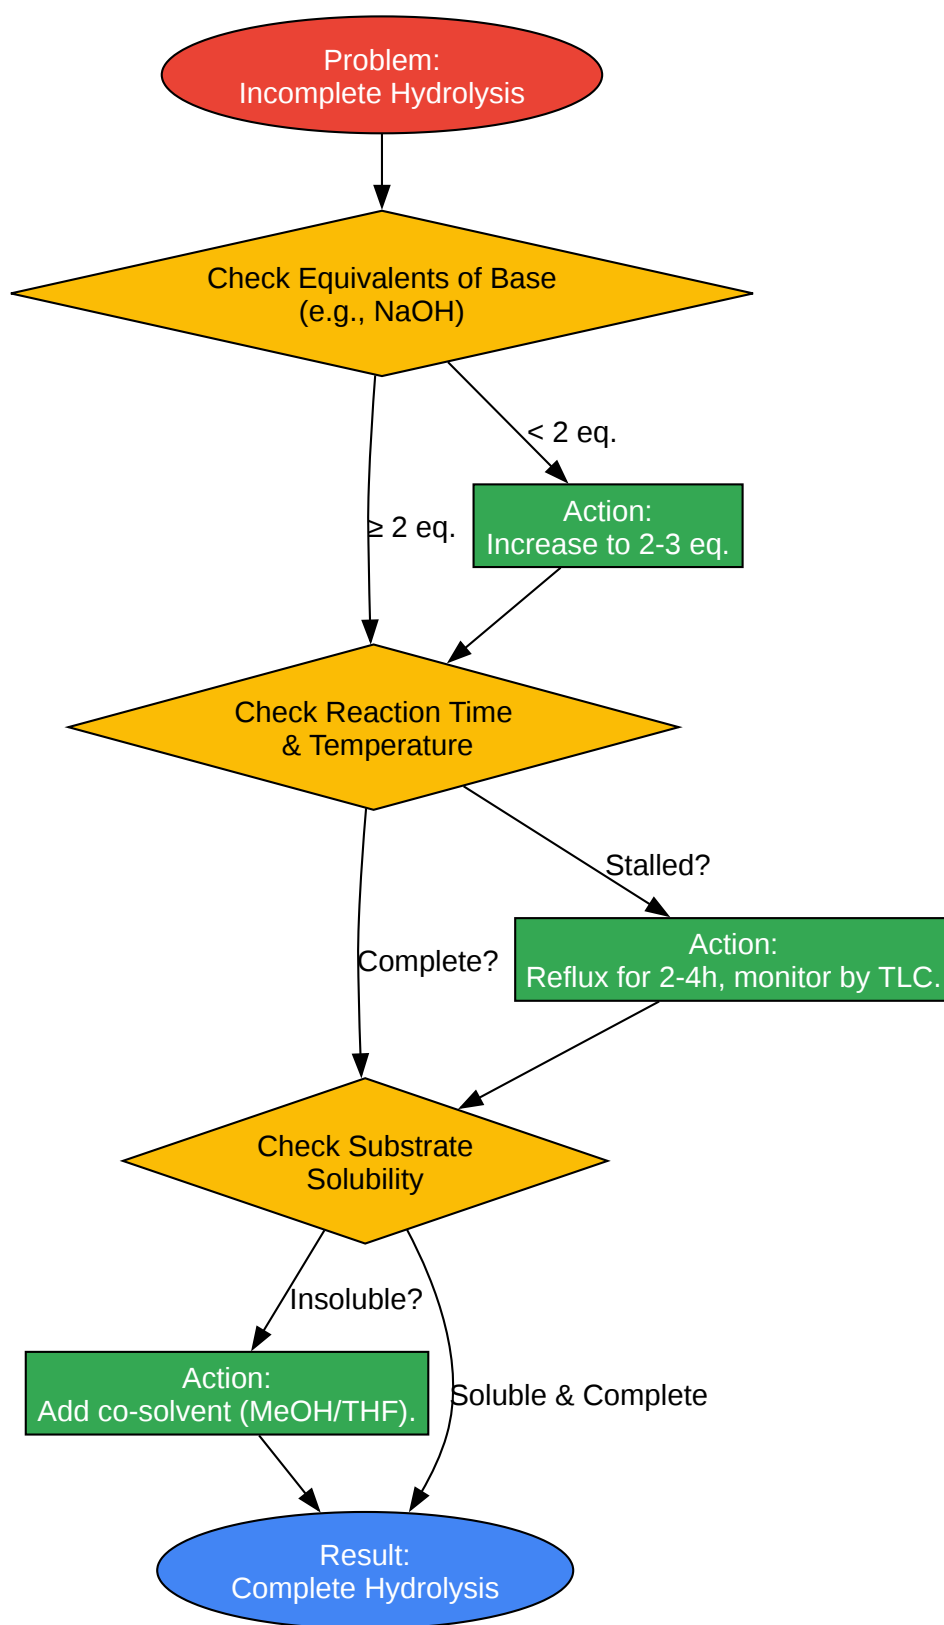 Problem:
Incomplete Hydrolysis
Check Equivalents of Base
(e.g., NaOH)
< 2 eq.
≥ 2 eq.
Action:
Increase to 2-3 eq.
Check Reaction Time
& Temperature
Stalled?
Complete?
Action:
Reflux for 2-4h, monitor by TLC.
Check Substrate
Solubility
Insoluble?
Action:
Add co-solvent (MeOH/THF).
Soluble & Complete
Result:
Complete Hydrolysis